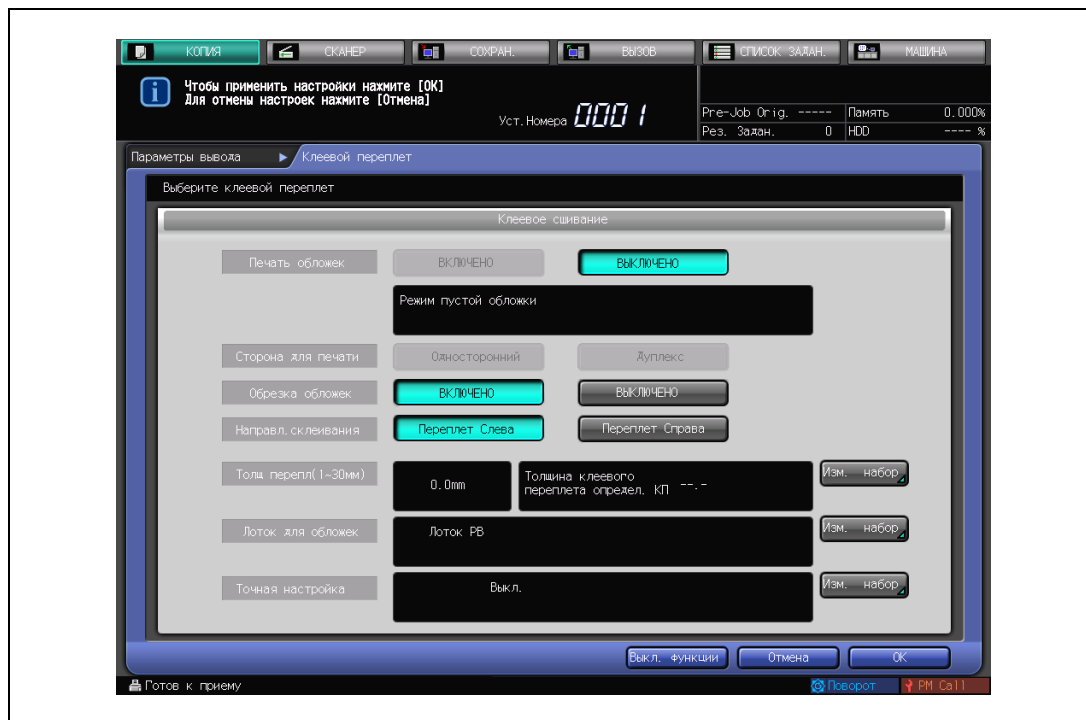 КОПИЯ СКАНЕР СОХРАН. ВЫЗОВ СПИСОК ЗАДАН. МАШИНА
Чтобы применить настройки нажмите [OK]
Для отмены настроек нажмите [Отмена]
Уст.Номера 0001
Pre-Job Orig. ----- Память 0.000%
Рез. Задан. 0 HDD ---- %
Параметры вывода Клеевой переплет
Выберите клеевой переплет
Клеевое сшивание
Печать обложек ВКЛЮЧЕНО ВЫКЛЮЧЕНО
Режим пустой обложки
Сторона для печати Односторонний Дуплекс
Обрезка обложек ВКЛЮЧЕНО ВЫКЛЮЧЕНО
Направл.склеивания Переплет Слева Переплет Справа
Толщ перепл(1~30мм) 0.0mm Толшина клеевого Изм. набор
переплета определ. КП --.-
Лоток для обложек Лоток PB Изм. набор
Точная настройка Выкл. Изм. набор
Выкл. функции Отмена OK
Готов к приему Поворот PM Call